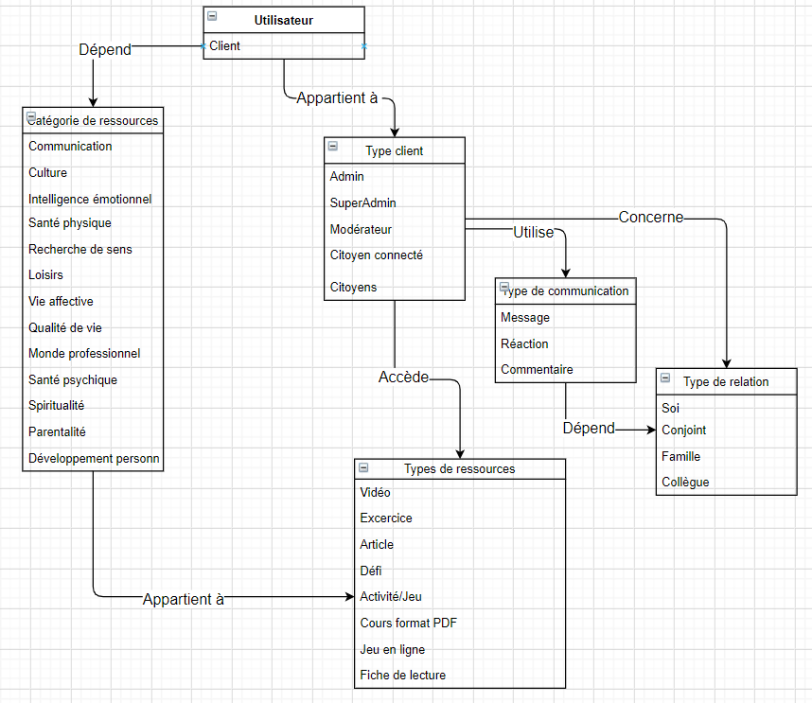 Utilisateur
Client
Dépend
Appartient à
Catégorie de ressources
Communication
Culture
Intelligence émotionnel
Santé physique
Recherche de sens
Loisirs
Vie affective
Qualité de vie
Monde professionnel
Santé psychique
Spiritualité
Parentalité
Développement personn
Type client
Admin
SuperAdmin
Modérateur
Citoyen connecté
Citoyens
Concerne
Utilise
Type de communication
Message
Réaction
Commentaire
Accède
Dépend
Type de relation
Soi
Conjoint
Famille
Collègue
Types de ressources
Vidéo
Excercice
Article
Défi
Activité/Jeu
Cours format PDF
Jeu en ligne
Fiche de lecture
Appartient à